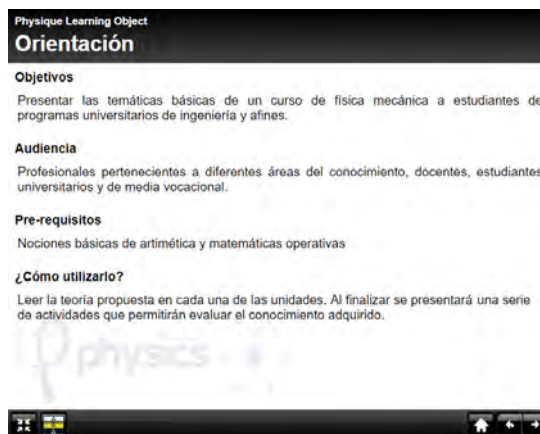 Physique Learning Object
Orientación
Objetivos
Presentar las temáticas básicas de un curso de física mecánica a estudiantes de
programas universitarios de ingeniería y afines.
Audiencia
Profesionales pertenecientes a diferentes áreas del conocimiento, docentes, estudiantes
universitarios y de media vocacional.
Pre-requisitos
Nociones básicas de artimética y matemáticas operativas
¿Cómo utilizarlo?
Leer la teoría propuesta en cada una de las unidades. Al finalizar se presentará una serie
de actividades que permitirán evaluar el conocimiento adquirido.
physics